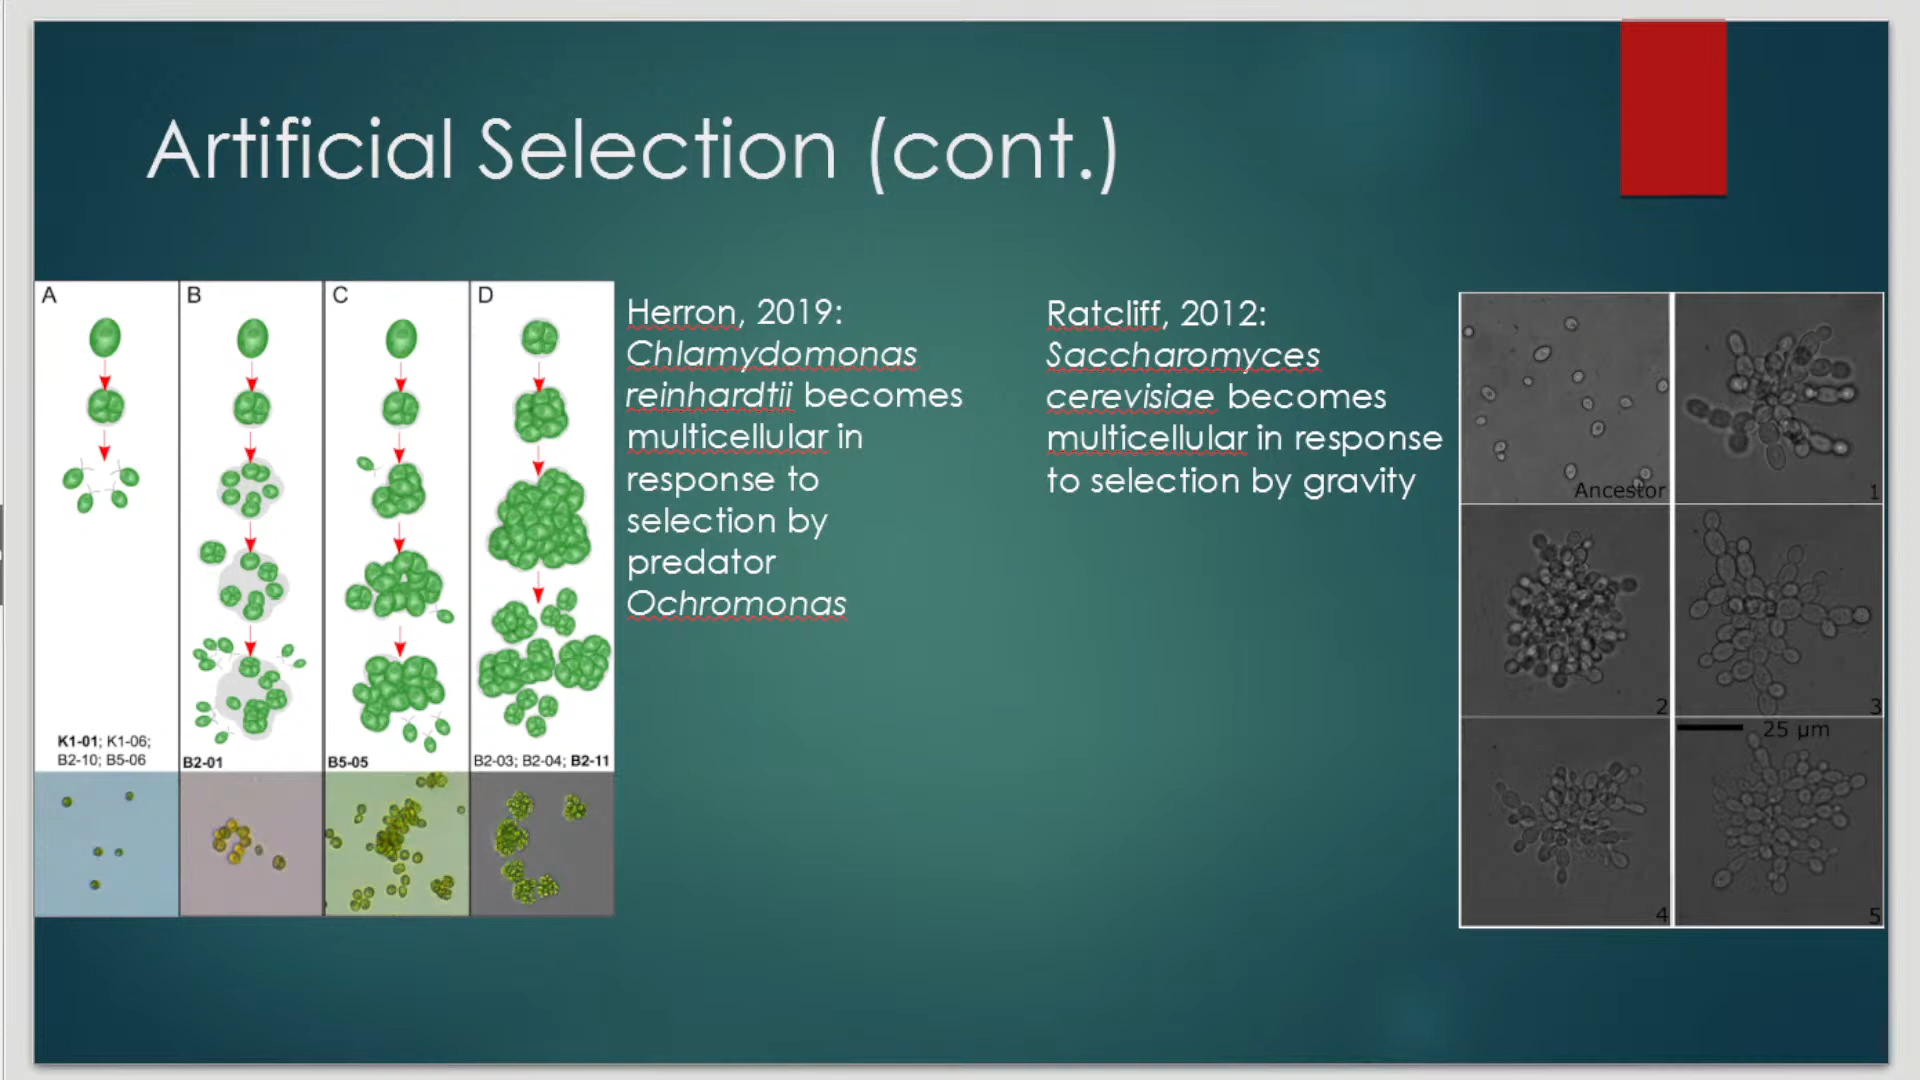 Artificial Selection (cont.)
A
B
C
D
K1-01; K1-06;
B2-10; B5-06
B2-01
B5-05
B2-03; B2-04; B2-11
Herron, 2019:
Chlamydomonas
reinhardtii becomes
multicellular in
response to
selection by
predator
Ochromonas
Ratcliff, 2012:
Saccharomyces
cerevisiae becomes
multicellular in response
to selection by gravity
Ancestor
1
2
3
25 µm
4
5